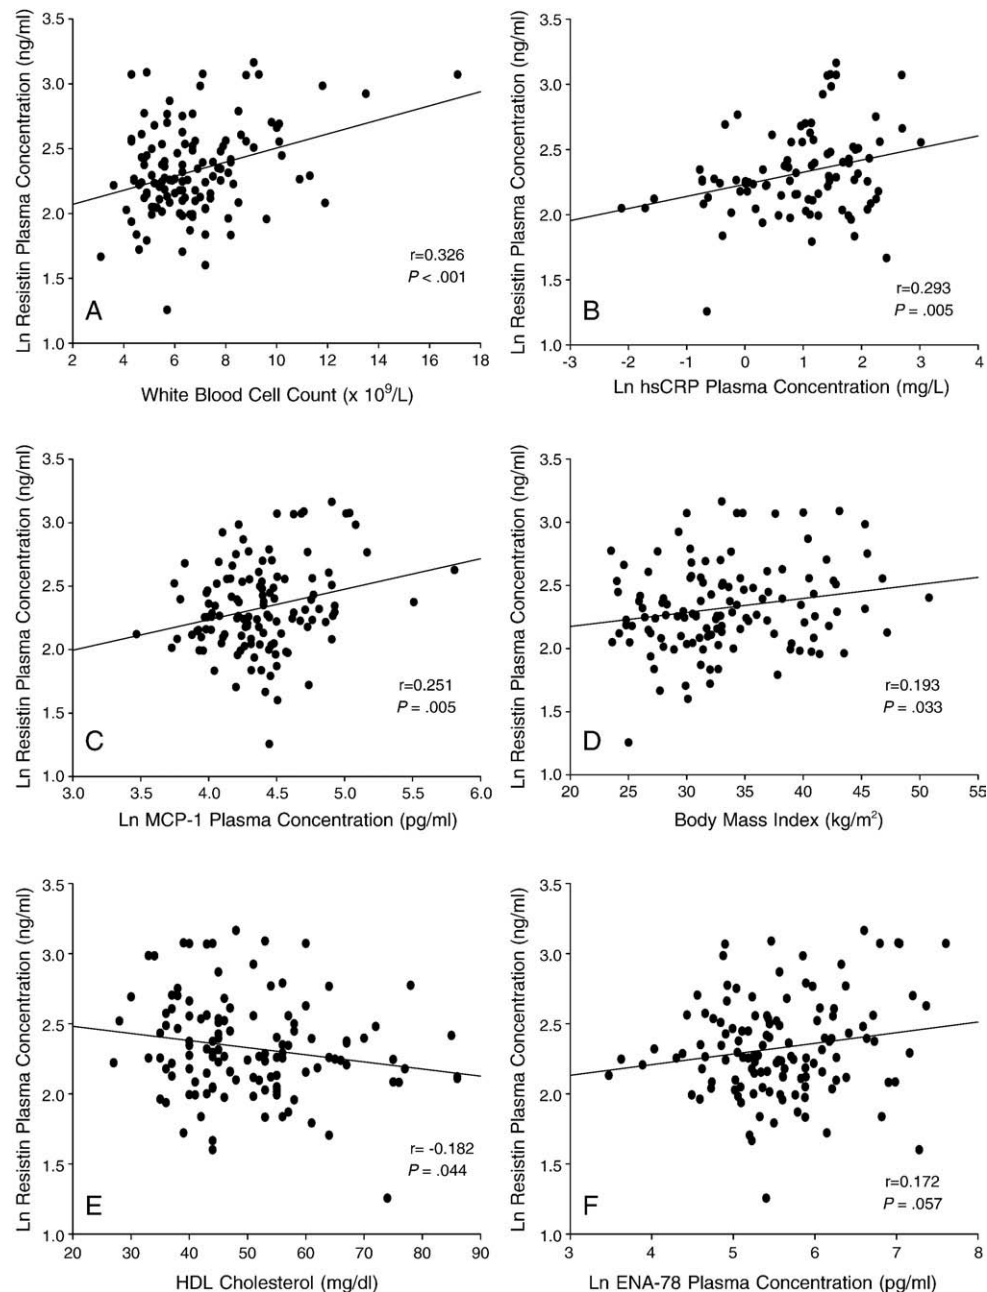 Ln Resistin Plasma Concentration (ng/ml)
3.5
3.0
2.5
2.0
1.5
1.0
A
r=0.326
P < .001
2 4 6 8 10 12 14 16 18
White Blood Cell Count (x 10⁹/L)
Ln Resistin Plasma Concentration (ng/ml)
3.5
3.0
2.5
2.0
1.5
1.0
B
r=0.293
P = .005
-3 -2 -1 0 1 2 3 4
Ln hsCRP Plasma Concentration (mg/L)
Ln Resistin Plasma Concentration (ng/ml)
3.5
3.0
2.5
2.0
1.5
1.0
C
r=0.251
P = .005
3.0 3.5 4.0 4.5 5.0 5.5 6.0
Ln MCP-1 Plasma Concentration (pg/ml)
Ln Resistin Plasma Concentration (ng/ml)
3.5
3.0
2.5
2.0
1.5
1.0
D
r=0.193
P = .033
20 25 30 35 40 45 50 55
Body Mass Index (kg/m²)
Ln Resistin Plasma Concentration (ng/ml)
3.5
3.0
2.5
2.0
1.5
1.0
E
r= -0.182
P = .044
20 30 40 50 60 70 80 90
HDL Cholesterol (mg/dl)
Ln Resistin Plasma Concentration (ng/ml)
3.5
3.0
2.5
2.0
1.5
1.0
F
r=0.172
P = .057
3 4 5 6 7 8
Ln ENA-78 Plasma Concentration (pg/ml)